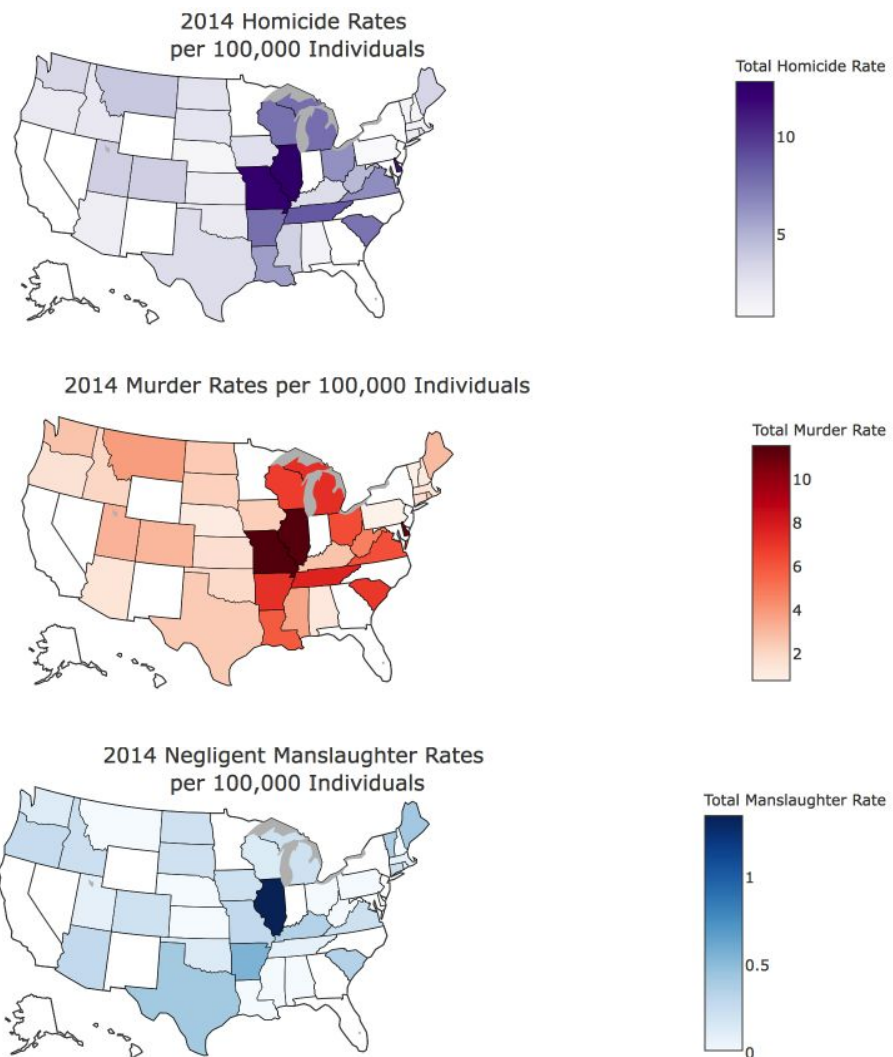 2014 Homicide Rates
per 100,000 Individuals
Total Homicide Rate
10
5
2014 Murder Rates per 100,000 Individuals
Total Murder Rate
10
8
6
4
2
2014 Negligent Manslaughter Rates
per 100,000 Individuals
Total Manslaughter Rate
1
0.5
0